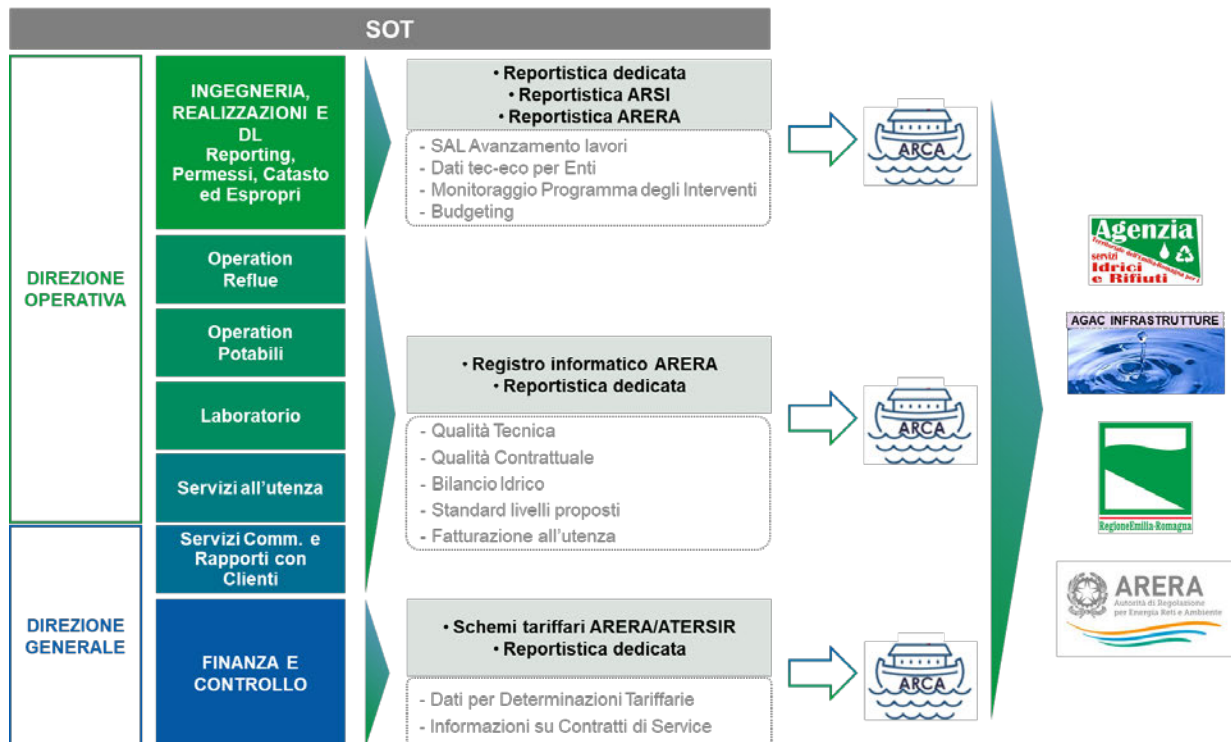 SOT
DIREZIONE
OPERATIVA
DIREZIONE
GENERALE
INGEGNERIA,
REALIZZAZIONI E
DL
Reporting,
Permessi, Catasto
ed Espropri
Operation
Reflue
Operation
Potabili
Laboratorio
Servizi all'utenza
Servizi Comm. e
Rapporti con
Clienti
FINANZA E
CONTROLLO
• Reportistica dedicata
• Reportistica ARSI
• Reportistica ARERA
- SAL Avanzamento lavori
- Dati tec-eco per Enti
- Monitoraggio Programma degli Interventi
- Budgeting
• Registro informatico ARERA
• Reportistica dedicata
- Qualità Tecnica
- Qualità Contrattuale
- Bilancio Idrico
- Standard livelli proposti
- Fatturazione all'utenza
• Schemi tariffari ARERA/ATERSIR
• Reportistica dedicata
- Dati per Determinazioni Tariffarie
- Informazioni su Contratti di Service
ARCA
ARCA
ARCA
Agenzia
Territoriale dell'Emilia-Romagna per i
servizi
Idrici
e Rifiuti
AGAC INFRASTRUTTURE
RegioneEmilia-Romagna
ARERA
Autorità di Regolazione
per Energia Reti e Ambiente